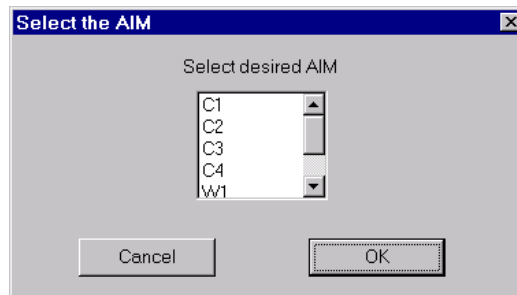 Select the AIM
Select desired AIM
C1
C2
C3
C4
W1
Cancel
OK